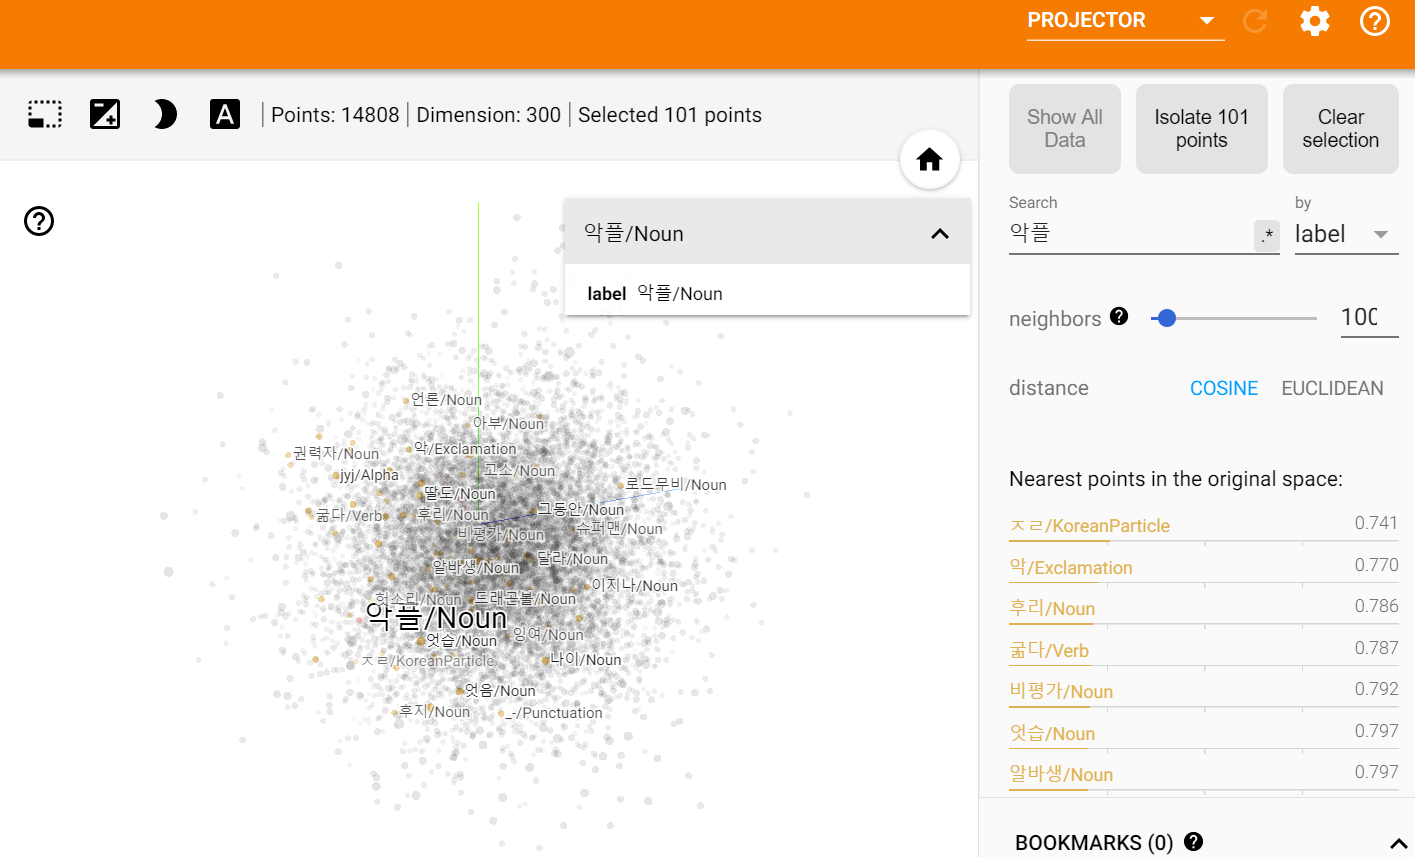 PROJECTOR
A
Points: 14808 | Dimension: 300 | Selected 101 points
Show All Data
Isolate 101 points
Clear selection
악플/Noun
label 악플/Noun
Search
악플
.*
by
label
neighbors
100
distance
COSINE
EUCLIDEAN
Nearest points in the original space:
ㅈㄹ/KoreanParticle 0.741
악/Exclamation 0.770
후리/Noun 0.786
굶다/Verb 0.787
비평가/Noun 0.792
엇습/Noun 0.797
알바생/Noun 0.797
BOOKMARKS (0)
언른/Noun
아부/Noun
악/Exclamation
권력자/Noun
고소/Noun
jyj/Alpha
로드무비/Noun
딸도/Noun
그동안/Noun
굶다/Verb
후리/Noun
슈퍼맨/Noun
비평가/Noun
달라/Noun
알바생/Noun
이지나/Noun
헛소리/Noun
드래곤볼/Noun
악플/Noun
잉여/Noun
엇습/Noun
ㅈㄹ/KoreanParticle
나이/Noun
엇음/Noun
후지/Noun
_-/Punctuation